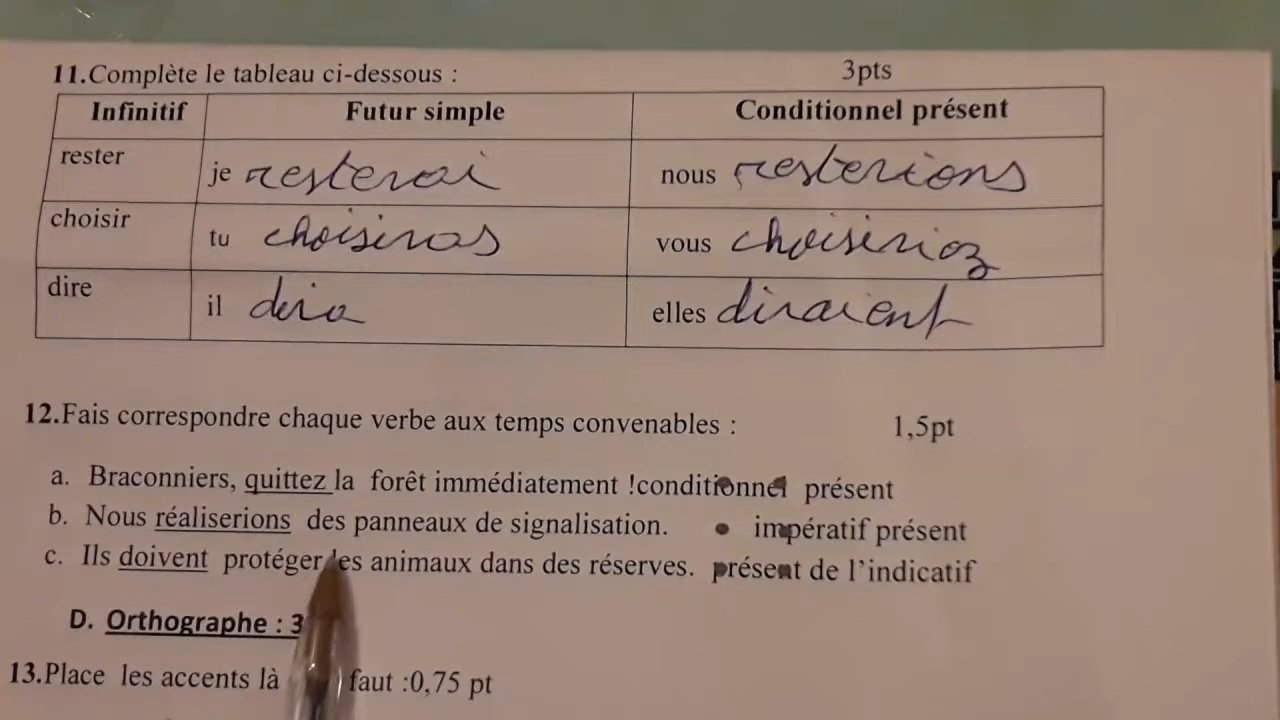 11.Complète le tableau ci-dessous : 3pts
Infinitif Futur simple Conditionnel présent
rester je resterai nous resterions
choisir tu choisiras vous choisiriez
dire il dira elles diraient
12.Fais correspondre chaque verbe aux temps convenables : 1,5pt
a. Braconniers, quittez la forêt immédiatement !conditionnel présent
b. Nous réaliserions des panneaux de signalisation. • impératif présent
c. Ils doivent protéger les animaux dans des réserves. présent de l'indicatif
D. Orthographe : 3
13.Place les accents là faut :0,75 pt